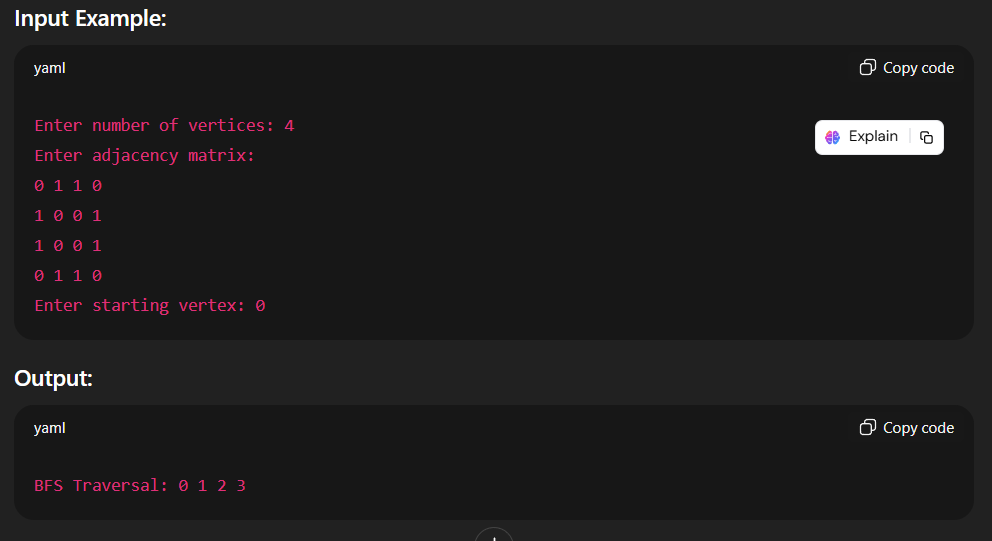 Input Example:
yaml
Copy code
Enter number of vertices: 4
Explain
Enter adjacency matrix:
0 1 1 0
1 0 0 1
1 0 0 1
0 1 1 0
Enter starting vertex: 0
Output:
yaml
Copy code
BFS Traversal: 0 1 2 3